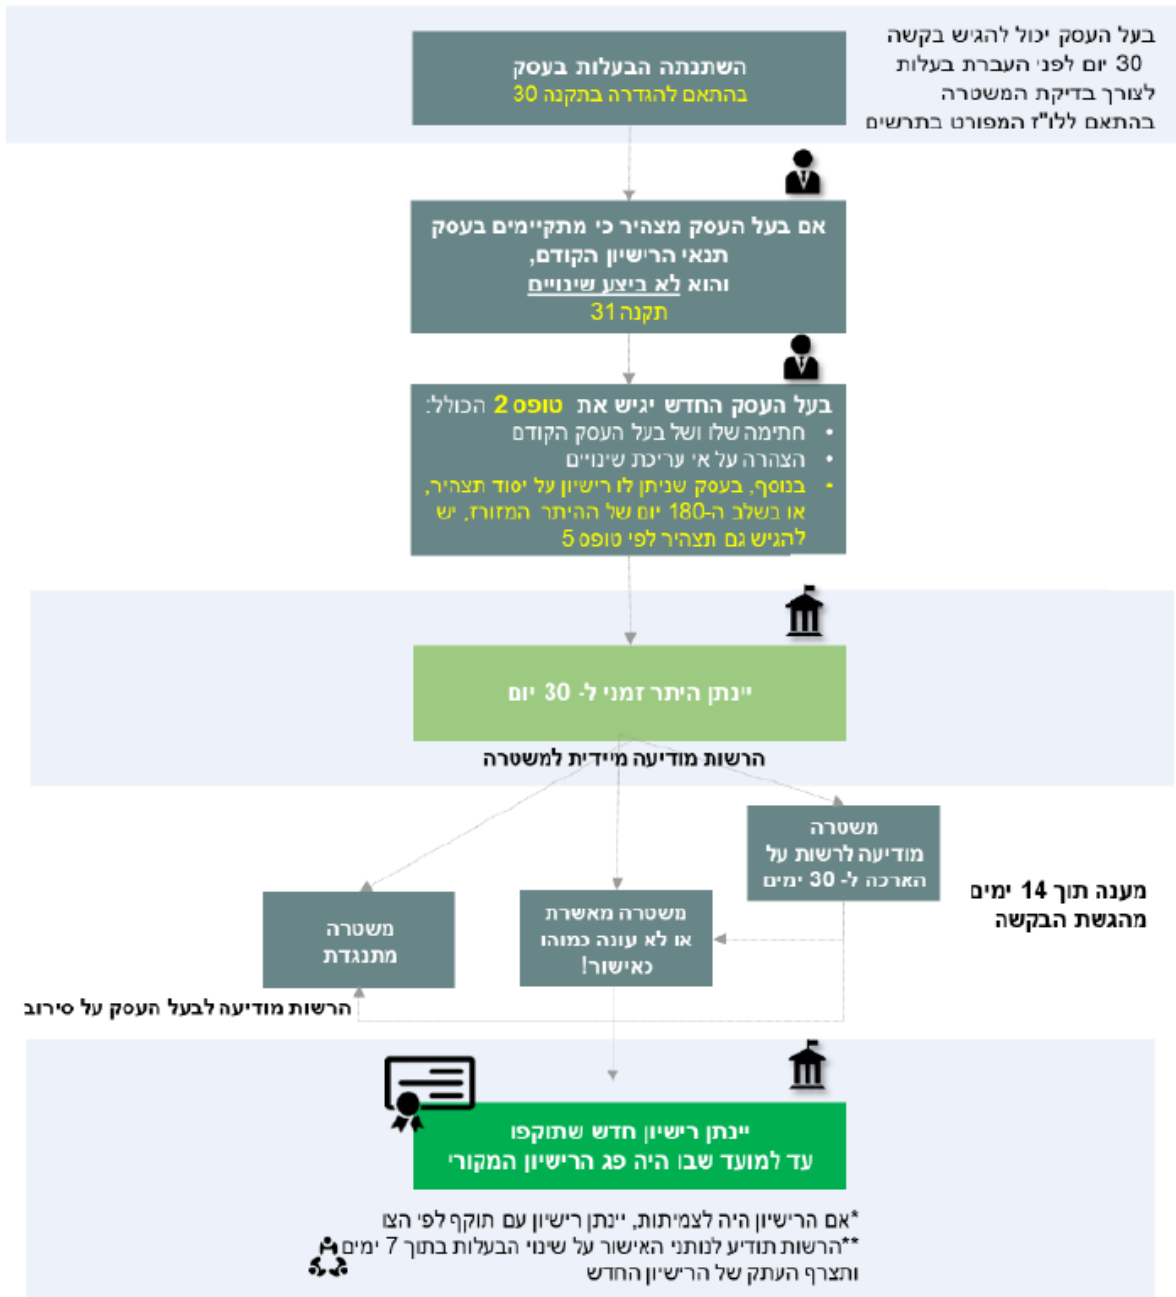 בעל העסק יכול להגיש בקשה
30 יום לפני העברת בעלות
לצורך בדיקת המשטרה
בהתאם ללו"ז המפורט בתרשים
השתנתה הבעלות בעסק
בהתאם להגדרה בתקנה 30
אם בעל העסק מצהיר כי מתקיימים בעסק
תנאי הרישיון הקודם,
והוא לא ביצע שינויים
תקנה 31
בעל העסק החדש יגיש את טופס 2 הכולל:
• חתימה שלו ושל בעל העסק הקודם
• הצהרה על אי עריכת שינויים
• בנוסף, בעסק שניתן לו רישיון על יסוד תצהיר,
או בשלב ה-180 יום של ההיתר המזורז, יש
להגיש גם תצהיר לפי טופס 5
יינתן היתר זמני ל- 30 יום
הרשות מודיעה מיידית למשטרה
משטרה
מודיעה לרשות על
הארכה ל- 30 ימים
מענה תוך 14 ימים
מהגשת הבקשה
משטרה מאשרת
או לא עונה כמוהו
כאישור!
משטרה
מתנגדת
הרשות מודיעה לבעל העסק על סירוב
יינתן רישיון חדש שתוקפו
עד למועד שבו היה פג הרישיון המקורי
*אם הרישיון היה לצמיתות, יינתן רישיון עם תוקף לפי הצו
**הרשות תודיע לנותני האישור על שינוי הבעלות בתוך 7 ימים
ותצרף העתק של הרישיון החדש